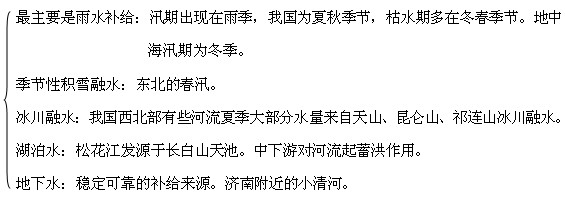 最主要是雨水补给：汛期出现在雨季，我国为夏秋季节，枯水期多在冬春季节。地中
海汛期为冬季。
季节性积雪融水：东北的春汛。
冰川融水：我国西北部有些河流夏季大部分水量来自天山、昆仑山、祁连山冰川融水。
湖泊水：松花江发源于长白山天池。中下游对河流起蓄洪作用。
地下水：稳定可靠的补给来源。济南附近的小清河。